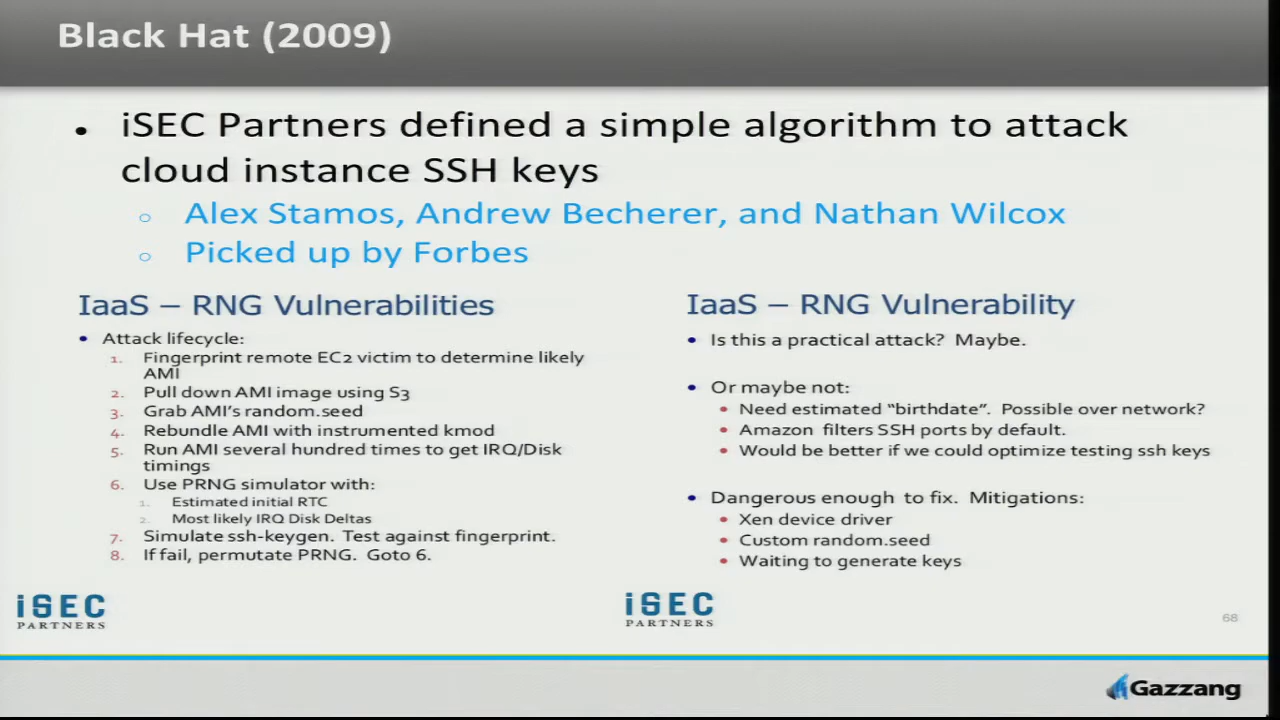 Black Hat (2009)
• iSEC Partners defined a simple algorithm to attack
cloud instance SSH keys
○ Alex Stamos, Andrew Becherer, and Nathan Wilcox
○ Picked up by Forbes
IaaS – RNG Vulnerabilities
• Attack lifecycle:
1. Fingerprint remote EC2 victim to determine likely
AMI
2. Pull down AMI image using S3
3. Grab AMI's random.seed
4. Rebundle AMI with instrumented kmod
5. Run AMI several hundred times to get IRQ/Disk
timings
6. Use PRNG simulator with:
1. Estimated initial RTC
2. Most likely IRQ Disk Deltas
7. Simulate ssh-keygen. Test against fingerprint.
8. If fail, permutate PRNG. Goto 6.
iSEC
PARTNERS
IaaS – RNG Vulnerability
• Is this a practical attack? Maybe.
• Or maybe not:
• Need estimated "birthdate". Possible over network?
• Amazon filters SSH ports by default.
• Would be better if we could optimize testing ssh keys
• Dangerous enough to fix. Mitigations:
• Xen device driver
• Custom random.seed
• Waiting to generate keys
iSEC
PARTNERS
68
Gazzang